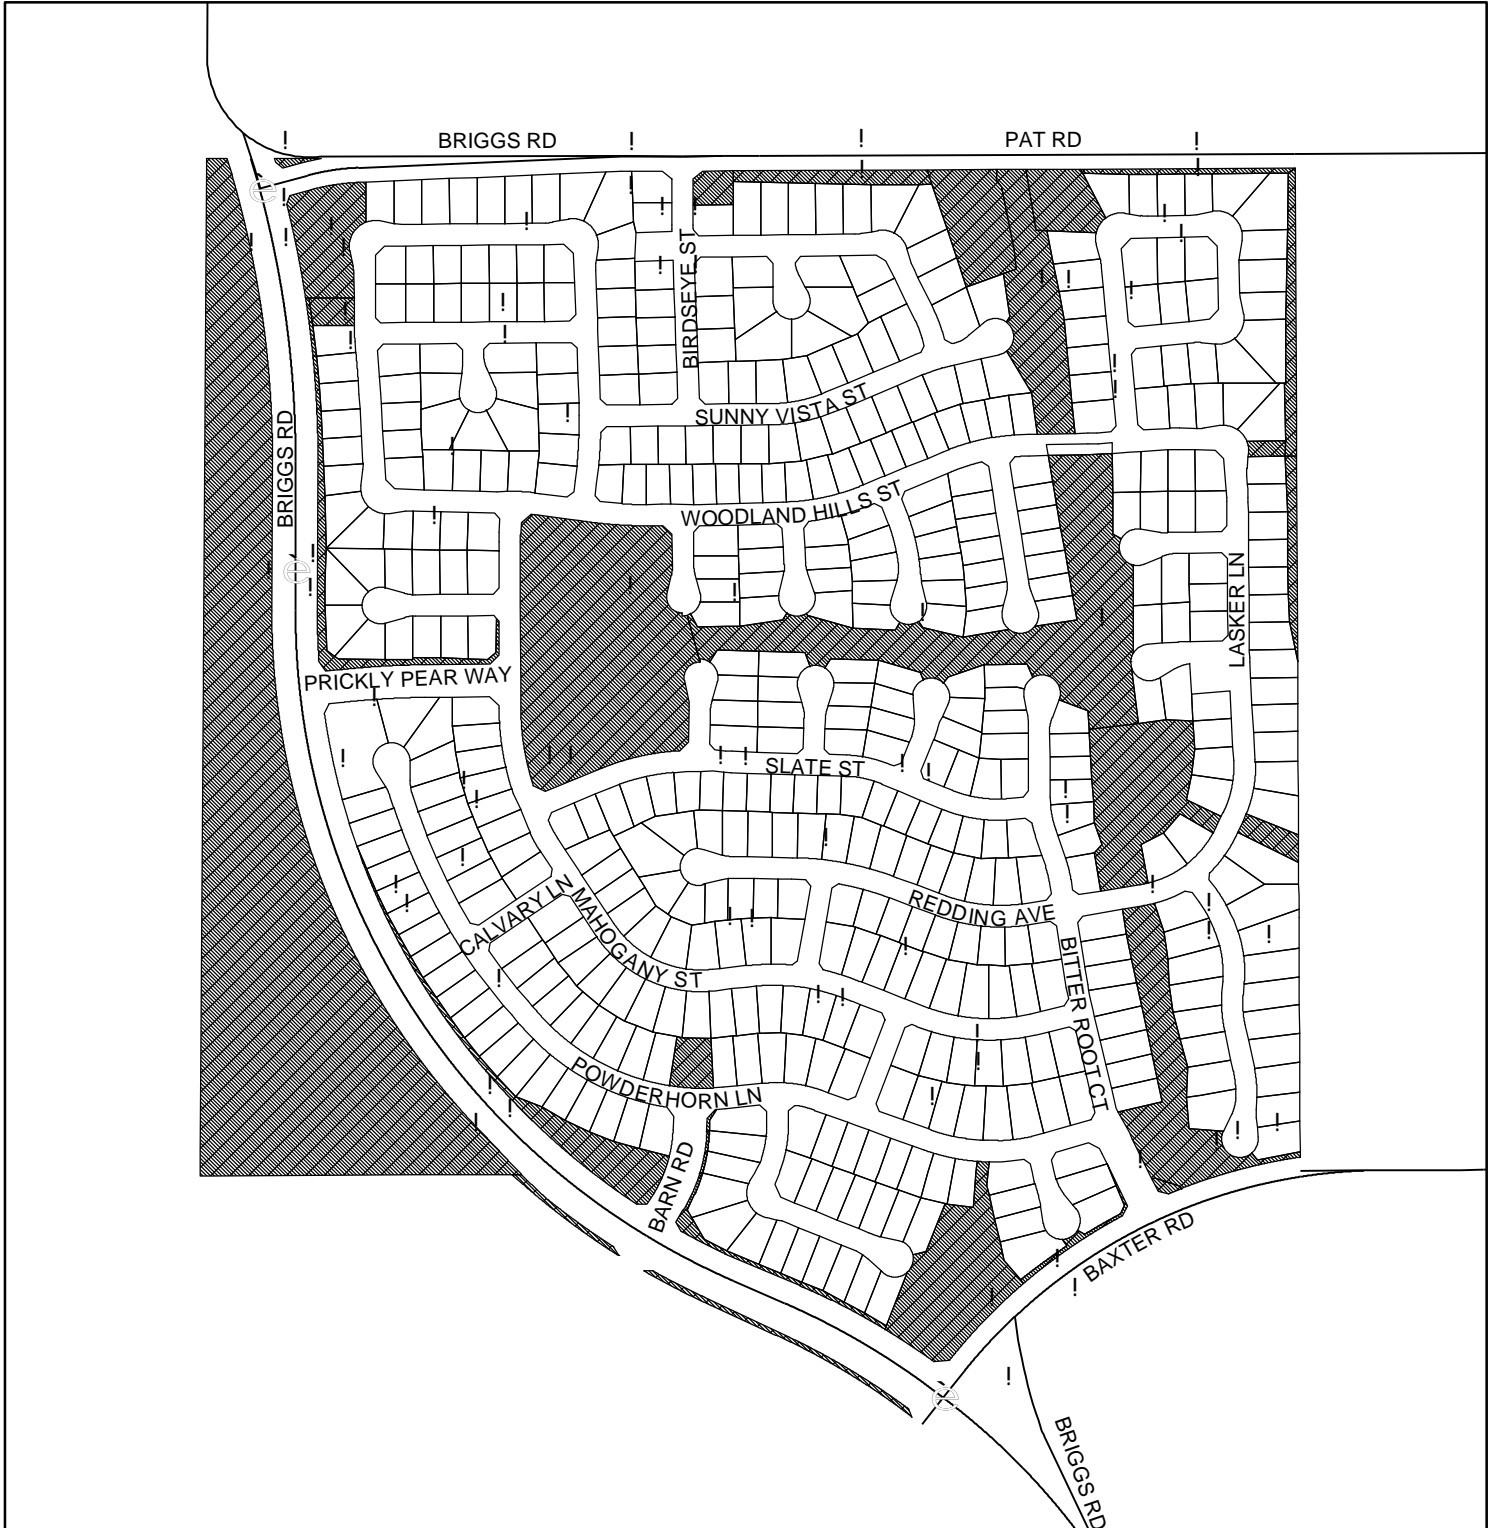 BRIGGS RD
PAT RD
BIRDSEYE ST
SUNNY VISTA ST
BRIGGS RD
WOODLAND HILLS ST
LASKER LN
PRICKLY PEAR WAY
SLATE ST
REDDING AVE
CALVARY LN
MAHOGANY ST
BITTER ROOT CT
POWDERHORN LN
BARN RD
BAXTER RD
BRIGGS RD